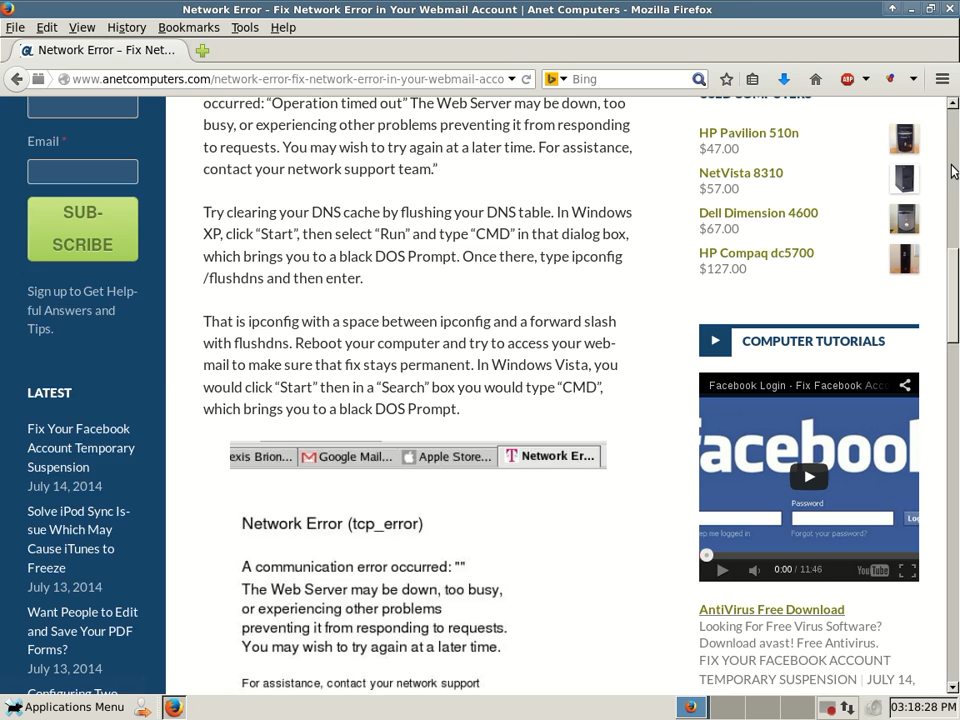 Network Error – Fix Network Error in Your Webmail Account | Anet Computers - Mozilla Firefox
File Edit View History Bookmarks Tools Help
Network Error – Fix Net...
www.anetcomputers.com/network-error-fix-network-error-in-your-webmail-acco
Bing
ABP
Email *
SUB-
SCRIBE
Sign up to Get Help-
ful Answers and
Tips.
LATEST
Fix Your Facebook
Account Temporary
Suspension
July 14, 2014
Solve iPod Sync Is-
sue Which May
Cause iTunes to
Freeze
July 13, 2014
Want People to Edit
and Save Your PDF
Forms?
July 13, 2014
Configuring Two
occurred: “Operation timed out” The Web Server may be down, too
busy, or experiencing other problems preventing it from responding
to requests. You may wish to try again at a later time. For assistance,
contact your network support team.”
Try clearing your DNS cache by flushing your DNS table. In Windows
XP, click “Start”, then select “Run” and type “CMD” in that dialog box,
which brings you to a black DOS Prompt. Once there, type ipconfig
/flushdns and then enter.
That is ipconfig with a space between ipconfig and a forward slash
with flushdns. Reboot your computer and try to access your web-
mail to make sure that fix stays permanent. In Windows Vista, you
would click “Start” then in a “Search” box you would type “CMD”,
which brings you to a black DOS Prompt.
exis Brion... Google Mail... Apple Store... T Network Er...
Network Error (tcp_error)
A communication error occurred: ""
The Web Server may be down, too busy,
or experiencing other problems
preventing it from responding to requests.
You may wish to try again at a later time.
For assistance, contact your network support
USED COMPUTERS
HP Pavilion 510n
$47.00
NetVista 8310
$57.00
Dell Dimension 4600
$67.00
HP Compaq dc5700
$127.00
COMPUTER TUTORIALS
Facebook Login - Fix Facebook Acco
facebook
Password
ep me logged in
Forgot your password?
Log
0:00 / 11:46
YouTube
AntiVirus Free Download
Looking For Free Virus Software?
Download avast! Free Antivirus.
FIX YOUR FACEBOOK ACCOUNT
TEMPORARY SUSPENSION | JULY 14,
Applications Menu
03:18:28 PM